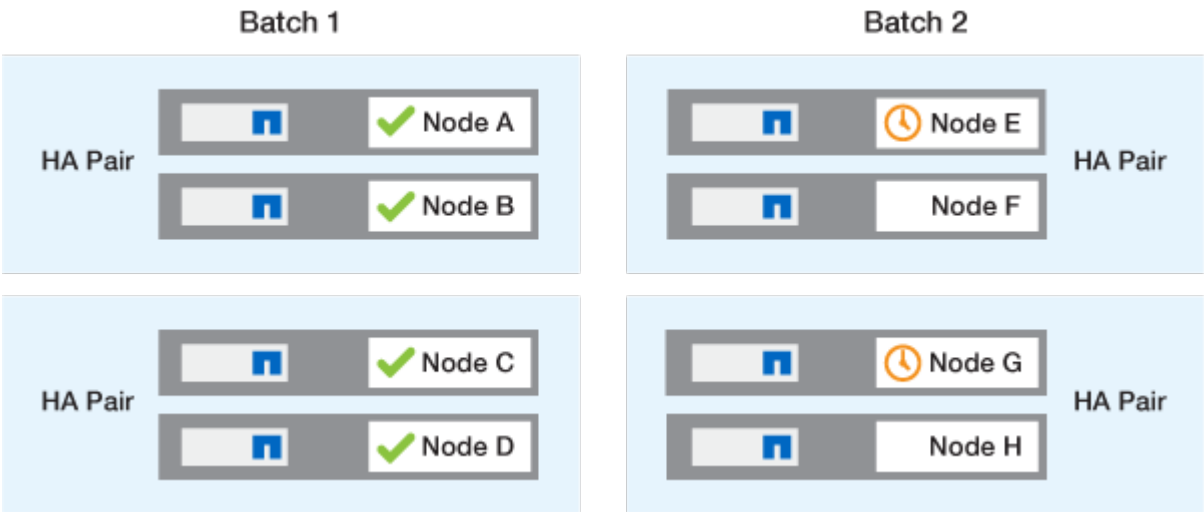 Batch 1
HA Pair
Node A
Node B
HA Pair
Node C
Node D
Batch 2
Node E
Node F
HA Pair
Node G
Node H
HA Pair